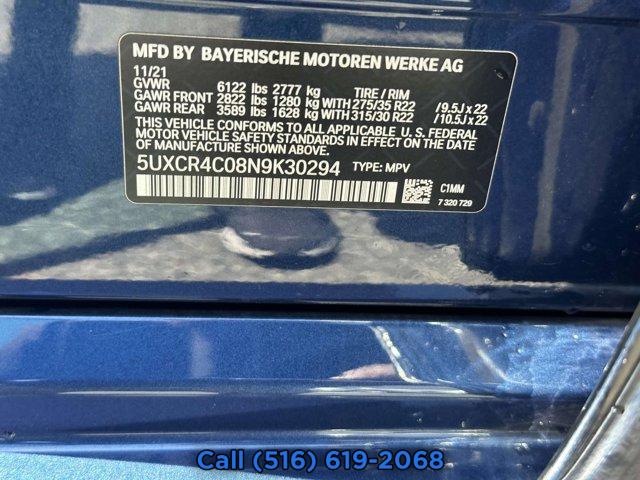 MFD BY BAYERISCHE MOTOREN WERKE AG
11/21
GVWR 6122 lbs 2777 kg TIRE / RIM
GAWR FRONT 2822 lbs 1280 kg WITH 275/35 R22 /9.5J x 22
GAWR REAR 3589 lbs 1628 kg WITH 315/30 R22 /10.5J x 22
THIS VEHICLE CONFORMS TO ALL APPLICABLE U. S. FEDERAL
MOTOR VEHICLE SAFETY STANDARDS IN EFFECT ON THE
DATE OF MANUFACTURE SHOWN ABOVE.
5UXCR4C08N9K30294 TYPE: MPV
C1MM
7 320 729
Call (516) 619-2068